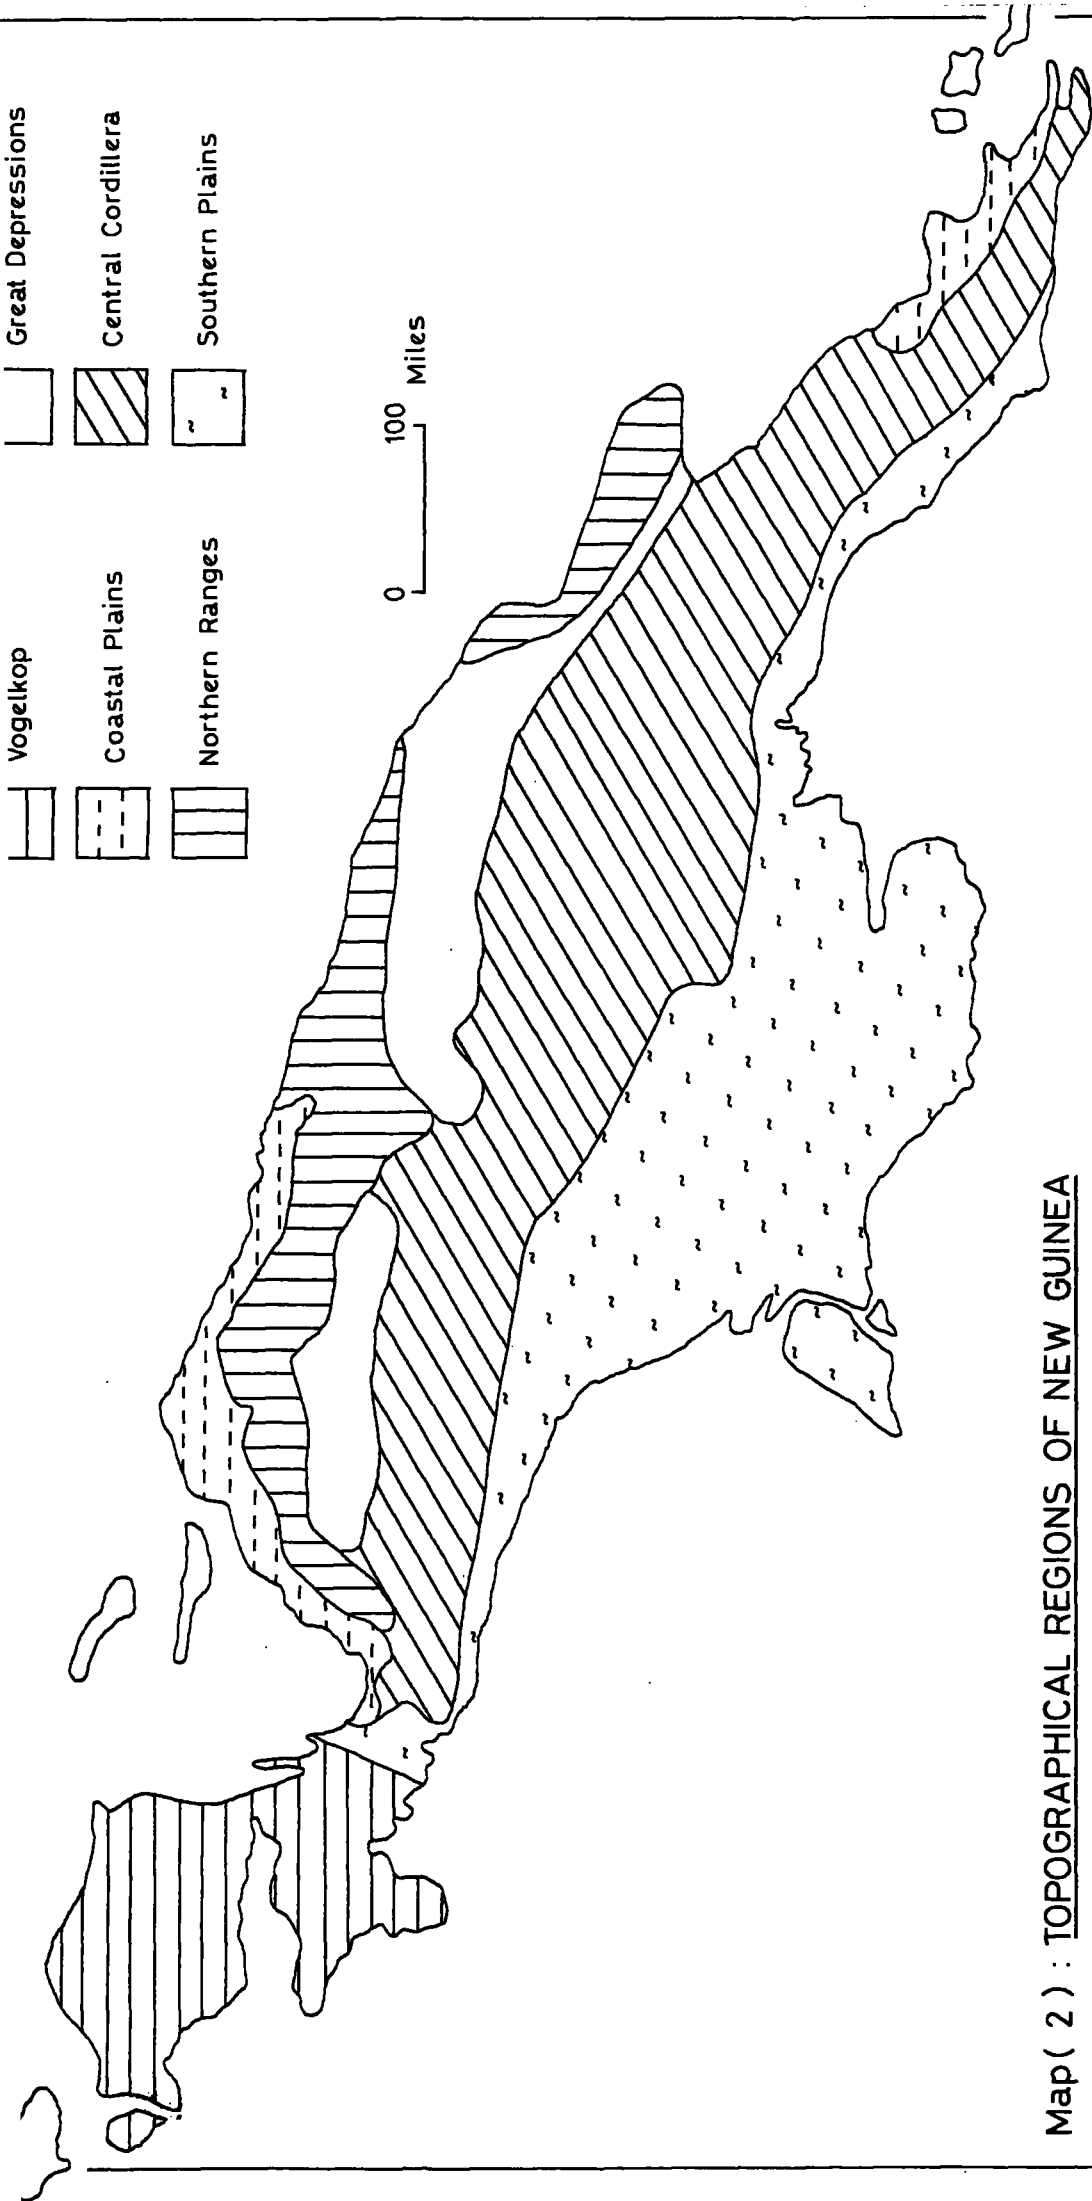 Vogelkop
Great Depressions
Coastal Plains
Central Cordillera
Northern Ranges
Southern Plains
0 100
Miles
Map( 2 ) : TOPOGRAPHICAL REGIONS OF NEW GUINEA